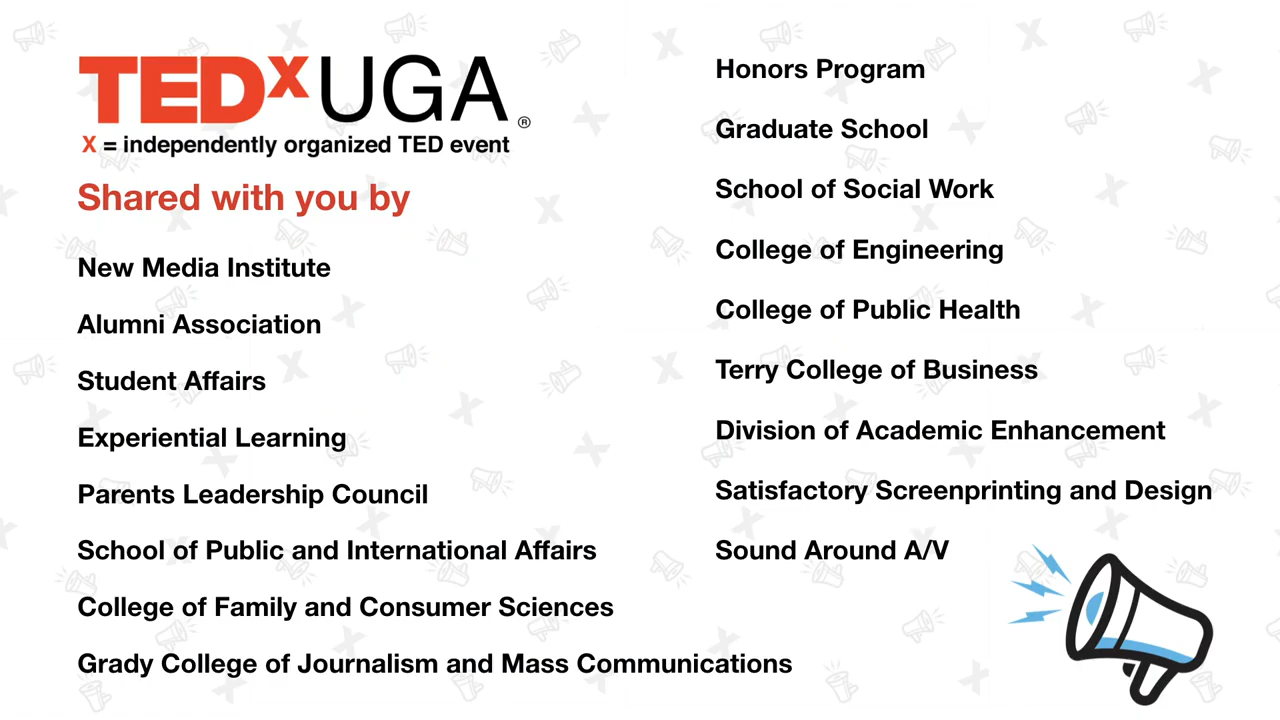 TEDxUGA®
X = independently organized TED event
Shared with you by
New Media Institute
Alumni Association
Student Affairs
Experiential Learning
Parents Leadership Council
School of Public and International Affairs
College of Family and Consumer Sciences
Grady College of Journalism and Mass Communications
Honors Program
Graduate School
School of Social Work
College of Engineering
College of Public Health
Terry College of Business
Division of Academic Enhancement
Satisfactory Screenprinting and Design
Sound Around A/V